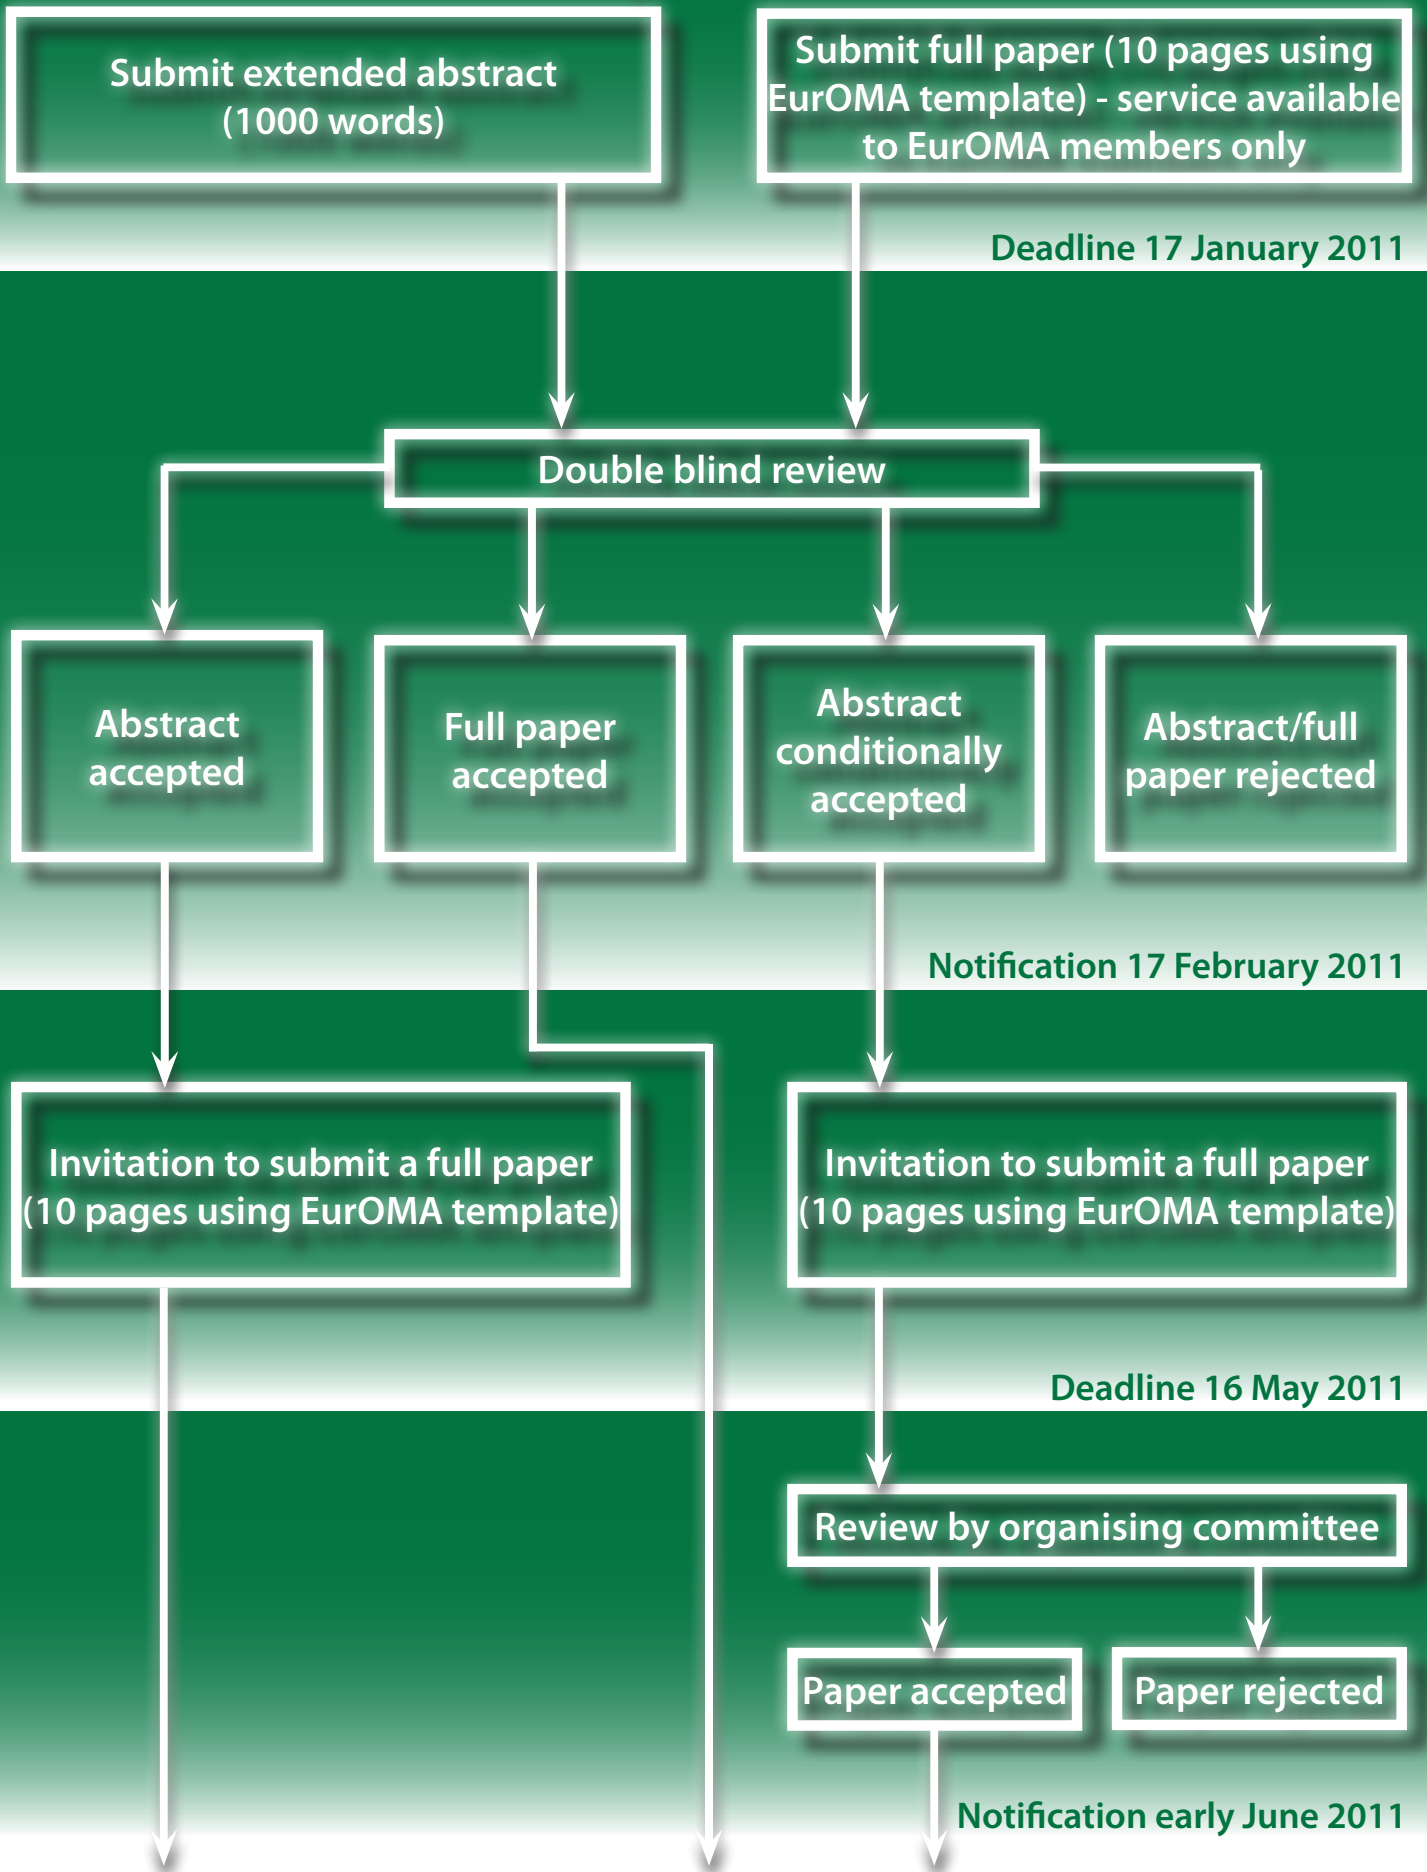 Submit extended abstract
(1000 words)
Submit full paper (10 pages using
EurOMA template) - service available
to EurOMA members only
Deadline 17 January 2011
Double blind review
Abstract
accepted
Full paper
accepted
Abstract
conditionally
accepted
Abstract/full
paper rejected
Notification 17 February 2011
Invitation to submit a full paper
(10 pages using EurOMA template)
Invitation to submit a full paper
(10 pages using EurOMA template)
Deadline 16 May 2011
Review by organising committee
Paper accepted
Paper rejected
Notification early June 2011